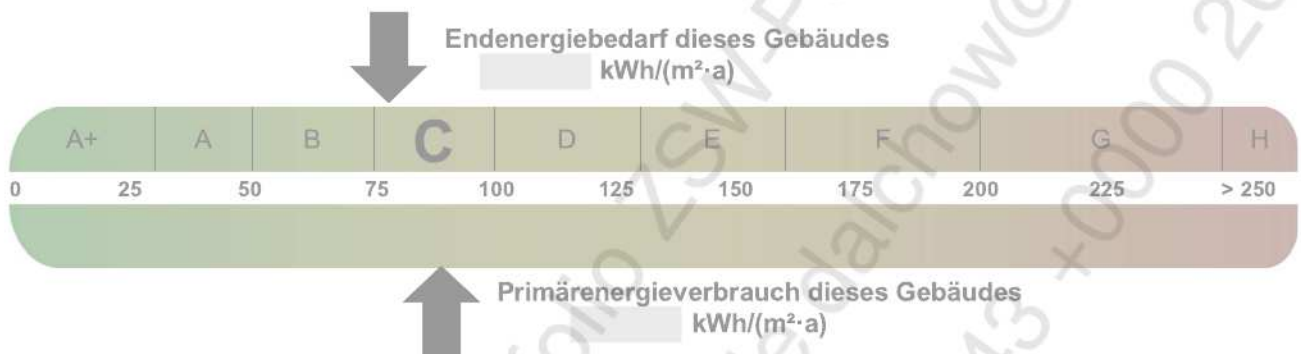 Endenergiebedarf dieses Gebäudes
kWh/(m²·a)
A+ A B C D E F G H
0 25 50 75 100 125 150 175 200 225 > 250
Primärenergieverbrauch dieses Gebäudes
kWh/(m²·a)